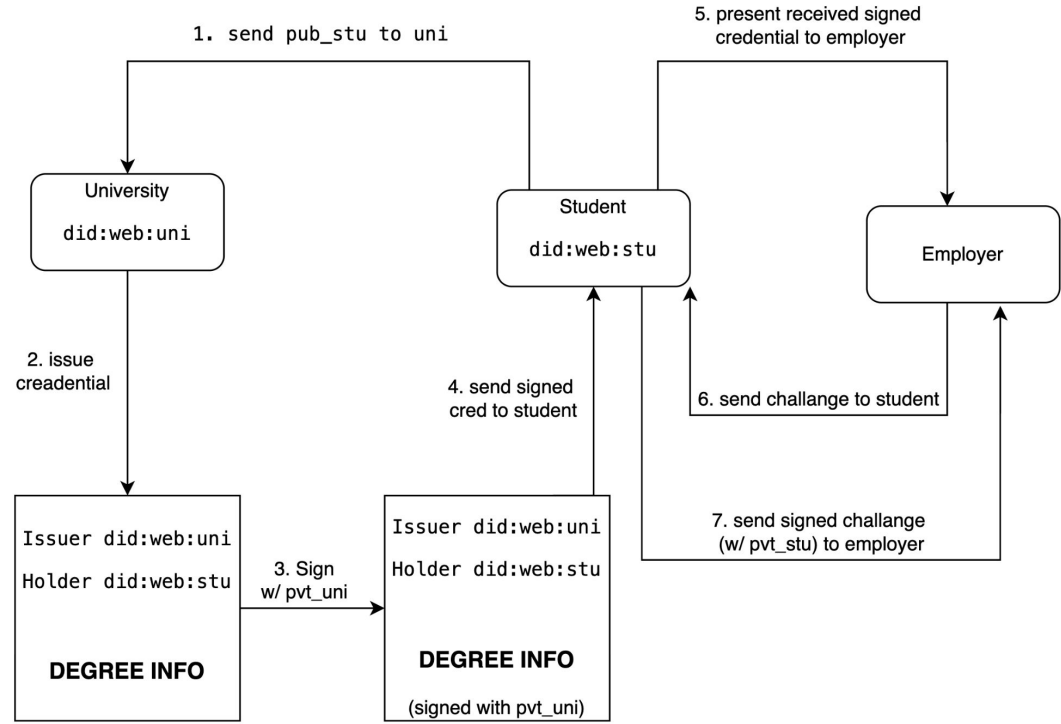 1. send pub_stu to uni
5. present received signed
credential to employer
University
did:web:uni
Student
did:web:stu
Employer
2. issue
creadential
4. send signed
cred to student
6. send challange to student
7. send signed challange
(w/ pvt_stu) to employer
Issuer did:web:uni
Holder did:web:stu
DEGREE INFO
3. Sign
w/ pvt_uni
Issuer did:web:uni
Holder did:web:stu
DEGREE INFO
(signed with pvt_uni)